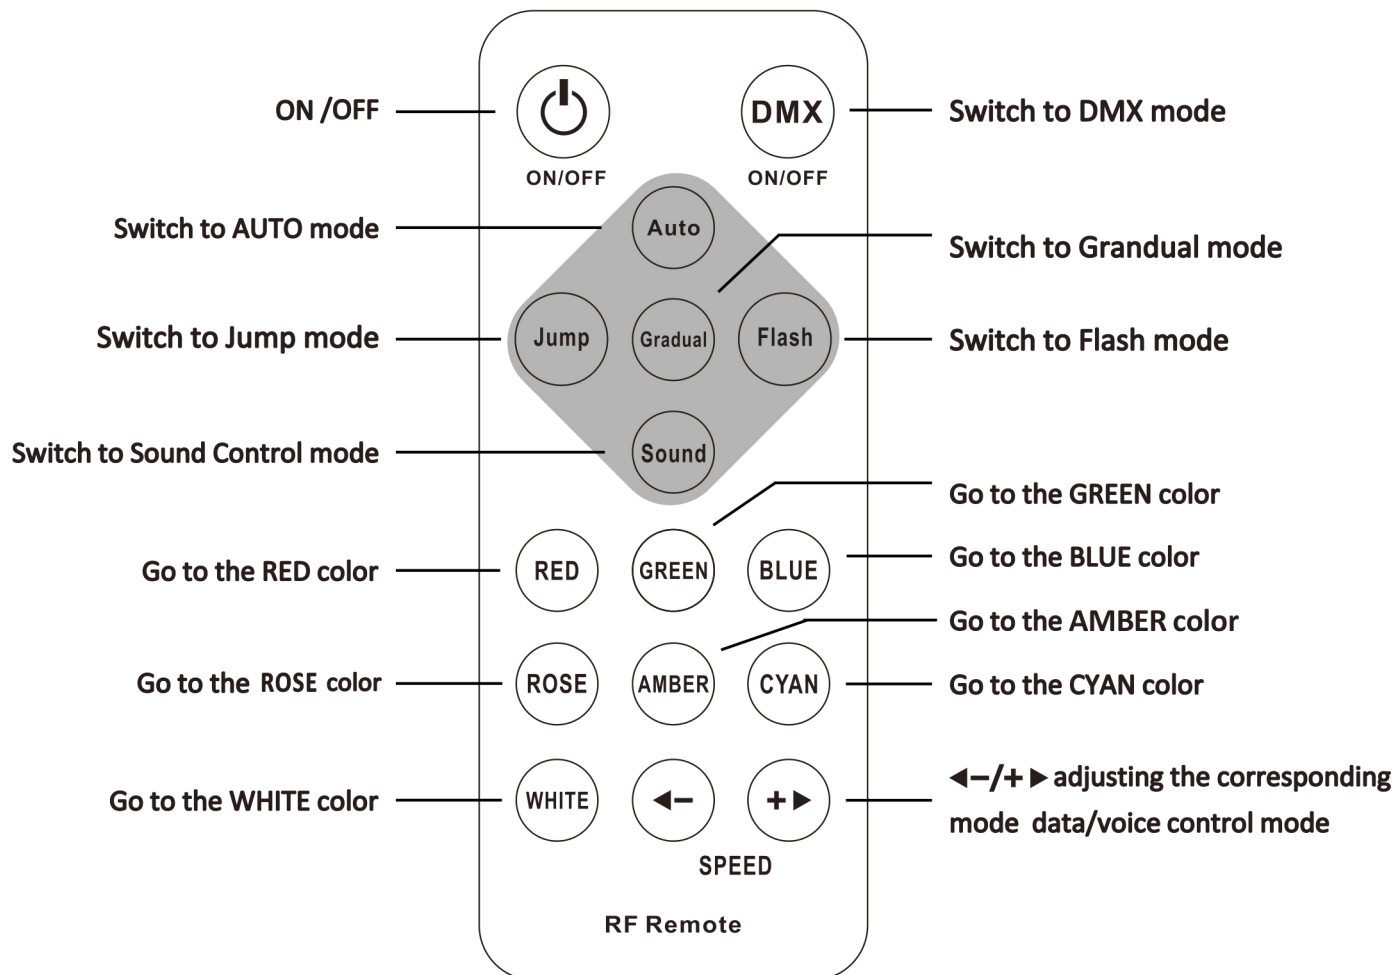 ON /OFF
DMX
Switch to DMX mode
ON/OFF
ON/OFF
Switch to AUTO mode
Auto
Switch to Grandual mode
Switch to Jump mode
Jump
Gradual
Flash
Switch to Flash mode
Switch to Sound Control mode
Sound
Go to the GREEN color
Go to the RED color
RED
GREEN
BLUE
Go to the BLUE color
Go to the AMBER color
Go to the ROSE color
ROSE
AMBER
CYAN
Go to the CYAN color
Go to the WHITE color
WHITE
◀−
+▶
◀−/+ ▶ adjusting the corresponding
mode data/voice control mode
SPEED
RF Remote